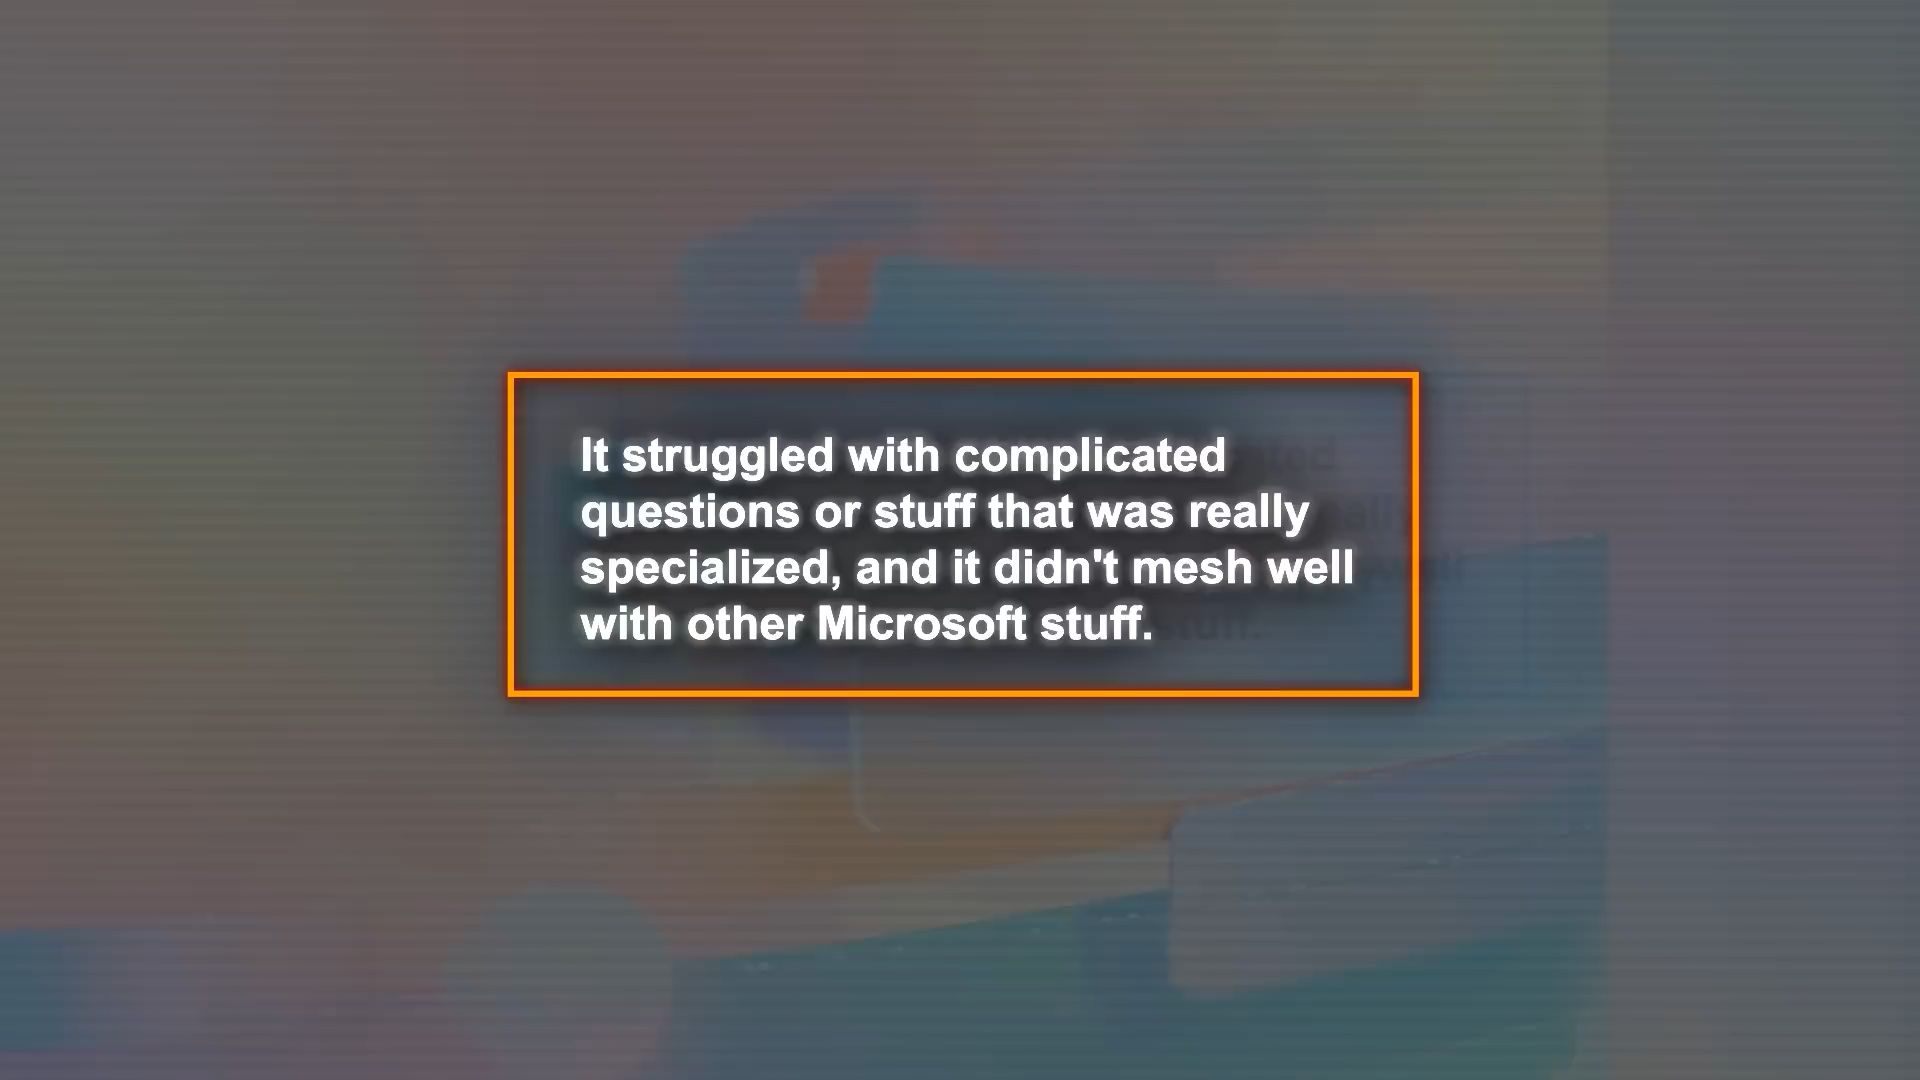 It struggled with complicated
questions or stuff that was really
specialized, and it didn't mesh well
with other Microsoft stuff.